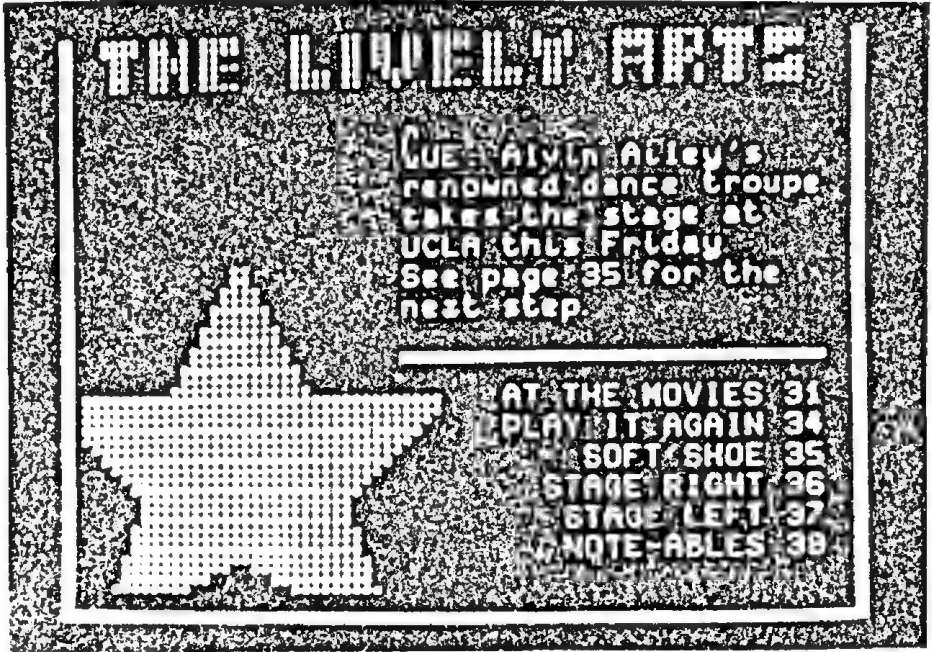 THE LIVELY ARTS
CUE: Alvin Ailey's
renowned dance troupe
takes the stage at
UCLA this Friday.
See page 35 for the
next step.
AT THE MOVIES 31
PLAY IT AGAIN 34
SOFT SHOE 35
STAGE RIGHT 36
STAGE LEFT 37
NOTE-ABLES 38